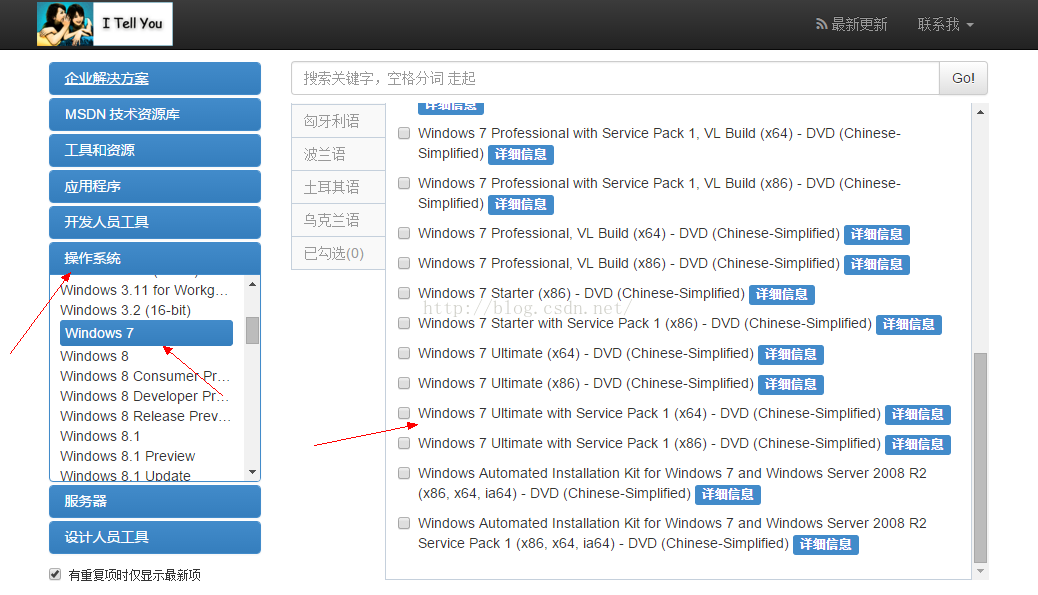 I Tell You
最新更新
联系我
企业解决方案
MSDN 技术资源库
工具和资源
应用程序
开发人员工具
操作系统
Windows 3.11 for Workg...
Windows 3.2 (16-bit)
Windows 7
Windows 8
Windows 8 Consumer Pr...
Windows 8 Developer Pr...
Windows 8 Release Prev...
Windows 8.1
Windows 8.1 Preview
Windows 8.1 Update
服务器
设计人员工具
有重复项时仅显示最新项
搜索关键字，空格分词 走起
Go!
匈牙利语
波兰语
土耳其语
乌克兰语
已勾选(0)
详细信息
Windows 7 Professional with Service Pack 1, VL Build (x64) - DVD (Chinese-
Simplified) 详细信息
Windows 7 Professional with Service Pack 1, VL Build (x86) - DVD (Chinese-
Simplified) 详细信息
Windows 7 Professional, VL Build (x64) - DVD (Chinese-Simplified) 详细信息
Windows 7 Professional, VL Build (x86) - DVD (Chinese-Simplified) 详细信息
Windows 7 Starter (x86) - DVD (Chinese-Simplified) 详细信息
http://blog.csdn.net/
Windows 7 Starter with Service Pack 1 (x86) - DVD (Chinese-Simplified) 详细信息
Windows 7 Ultimate (x64) - DVD (Chinese-Simplified) 详细信息
Windows 7 Ultimate (x86) - DVD (Chinese-Simplified) 详细信息
Windows 7 Ultimate with Service Pack 1 (x64) - DVD (Chinese-Simplified) 详细信息
Windows 7 Ultimate with Service Pack 1 (x86) - DVD (Chinese-Simplified) 详细信息
Windows Automated Installation Kit for Windows 7 and Windows Server 2008 R2
(x86, x64, ia64) - DVD (Chinese-Simplified) 详细信息
Windows Automated Installation Kit for Windows 7 and Windows Server 2008 R2
Service Pack 1 (x86, x64, ia64) - DVD (Chinese-Simplified) 详细信息